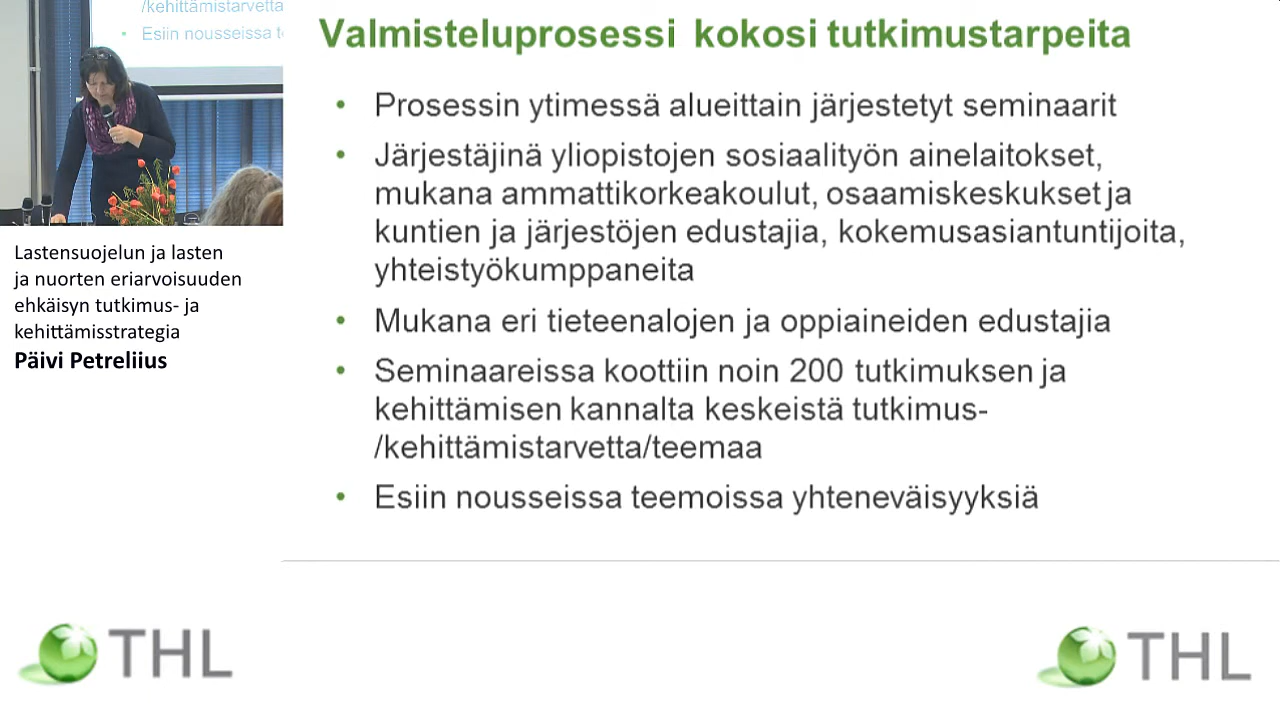 /kehittämistarvetta
• Esiin nousseissa
Lastensuojelun ja lasten
ja nuorten eriarvoisuuden
ehkäisyn tutkimus- ja
kehittämisstrategia
Päivi Petreliius
Valmisteluprosessi kokosi tutkimustarpeita
• Prosessin ytimessä alueittain järjestetyt seminaarit
• Järjestäjinä yliopistojen sosiaalityön ainelaitokset,
mukana ammattikorkeakoulut, osaamiskeskukset ja
kuntien ja järjestöjen edustajia, kokemusasiantuntijoita,
yhteistyökumppaneita
• Mukana eri tieteenalojen ja oppiaineiden edustajia
• Seminaareissa koottiin noin 200 tutkimuksen ja
kehittämisen kannalta keskeistä tutkimus-
/kehittämistarvetta/teemaa
• Esiin nousseissa teemoissa yhteneväisyyksiä
THL
THL